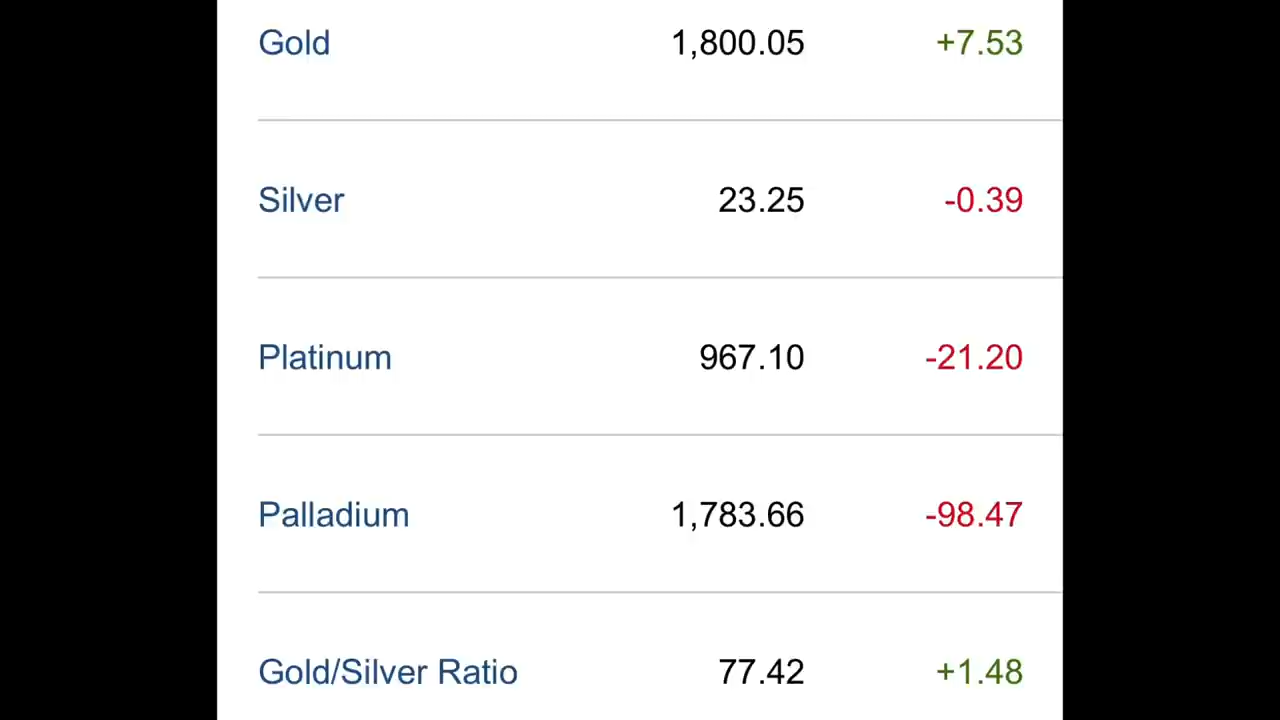 Gold 1,800.05 +7.53
Silver 23.25 -0.39
Platinum 967.10 -21.20
Palladium 1,783.66 -98.47
Gold/Silver Ratio 77.42 +1.48